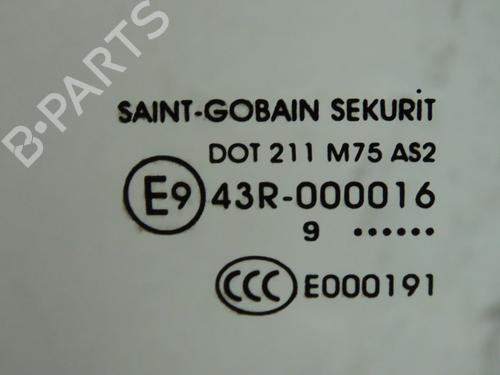 B-PARTS
SAINT-GOBAIN SEKURIT
DOT 211 M75 AS2
E9 43R-000016
9 ......
CCC E000191